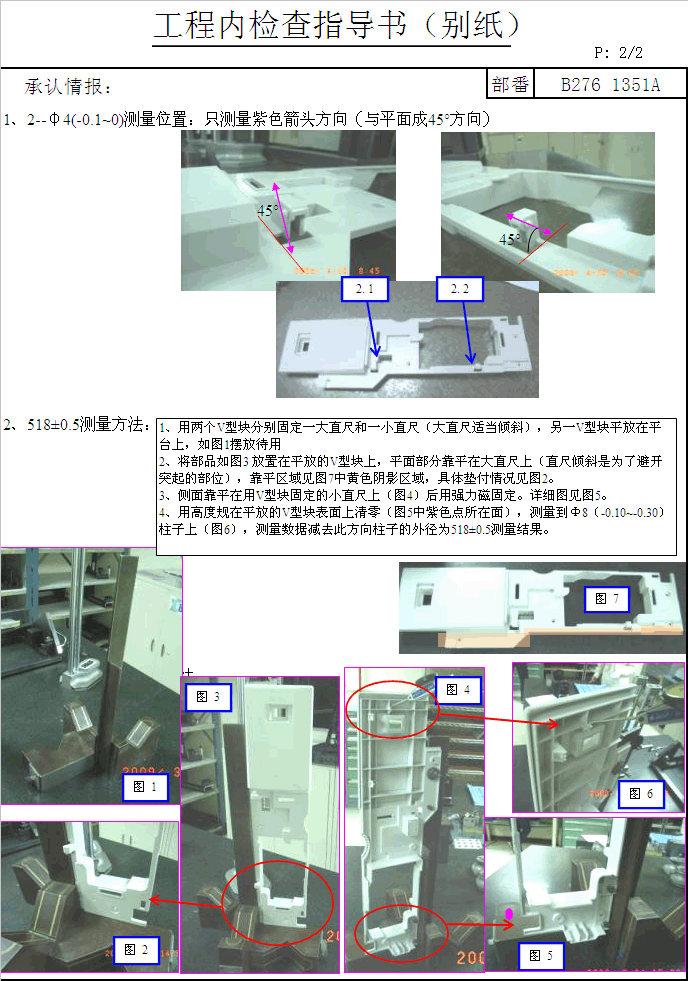 工程内检查指导书（别纸）
P: 2/2
承认情报：
部番
B276 1351A
1、2--φ4(-0.1~0)测量位置：只测量紫色箭头方向（与平面成45°方向）
45°
45°
2.1
2.2
2、518±0.5测量方法：
1、用两个V型块分别固定一大直尺和一小直尺（大直尺适当倾斜），另一V型块平放在平
台上，如图1摆放待用
2、将部品如图3放置在平放的V型块上，平面部分靠平在大直尺上（直尺倾斜是为了避开
突起的部位），靠平区域见图7中黄色阴影区域，具体垫付情况见图2。
3、侧面靠平在用V型块固定的小直尺上（图4）后用强力磁固定。详细图见图5。
4、用高度规在平放的V型块表面上清零（图5中紫色点所在面），测量到Φ8（-0.10~-0.30）
柱子上（图6），测量数据减去此方向柱子的外径为518±0.5测量结果。
图 7
图 3
图 4
图 1
图 6
图 2
图 5